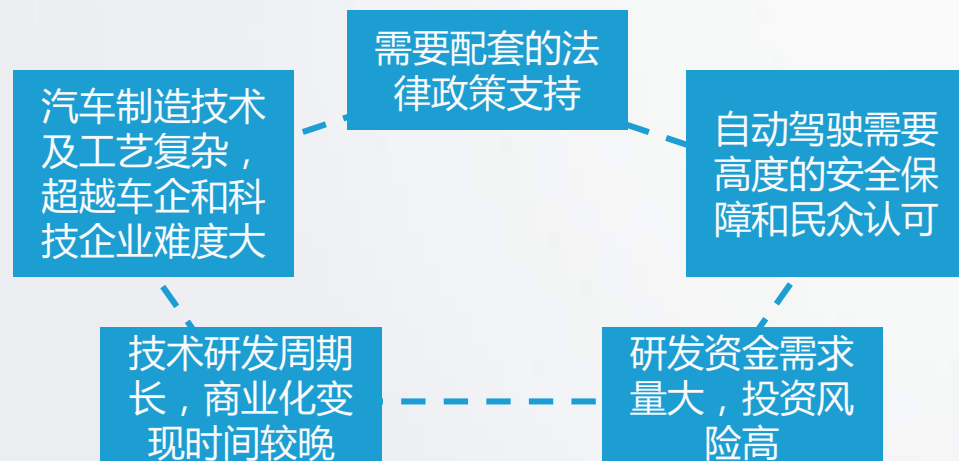 需要配套的法
律政策支持
汽车制造技术
及工艺复杂，
超越车企和科
技企业难度大
自动驾驶需要
高度的安全保
障和民众认可
技术研发周期
长，商业化变
现时间较晚
研发资金需求
量大，投资风
险高